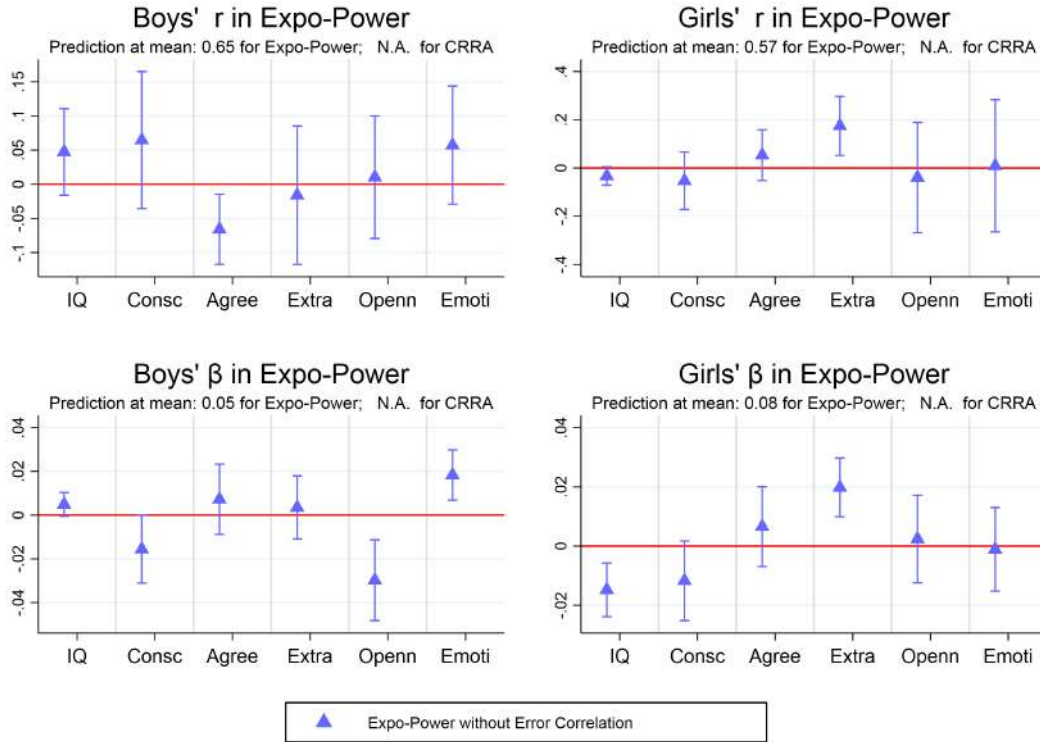 Boys' r in Expo-Power
Prediction at mean: 0.65 for Expo-Power; N.A. for CRRA
.15
.1
.05
0
-.05
-.1
IQ Consc Agree Extra Openn Emoti
Girls' r in Expo-Power
Prediction at mean: 0.57 for Expo-Power; N.A. for CRRA
.4
.2
0
-.2
-.4
IQ Consc Agree Extra Openn Emoti
Boys' β in Expo-Power
Prediction at mean: 0.05 for Expo-Power; N.A. for CRRA
.04
.02
0
-.02
-.04
IQ Consc Agree Extra Openn Emoti
Girls' β in Expo-Power
Prediction at mean: 0.08 for Expo-Power; N.A. for CRRA
.04
.02
0
-.02
IQ Consc Agree Extra Openn Emoti
Expo-Power without Error Correlation